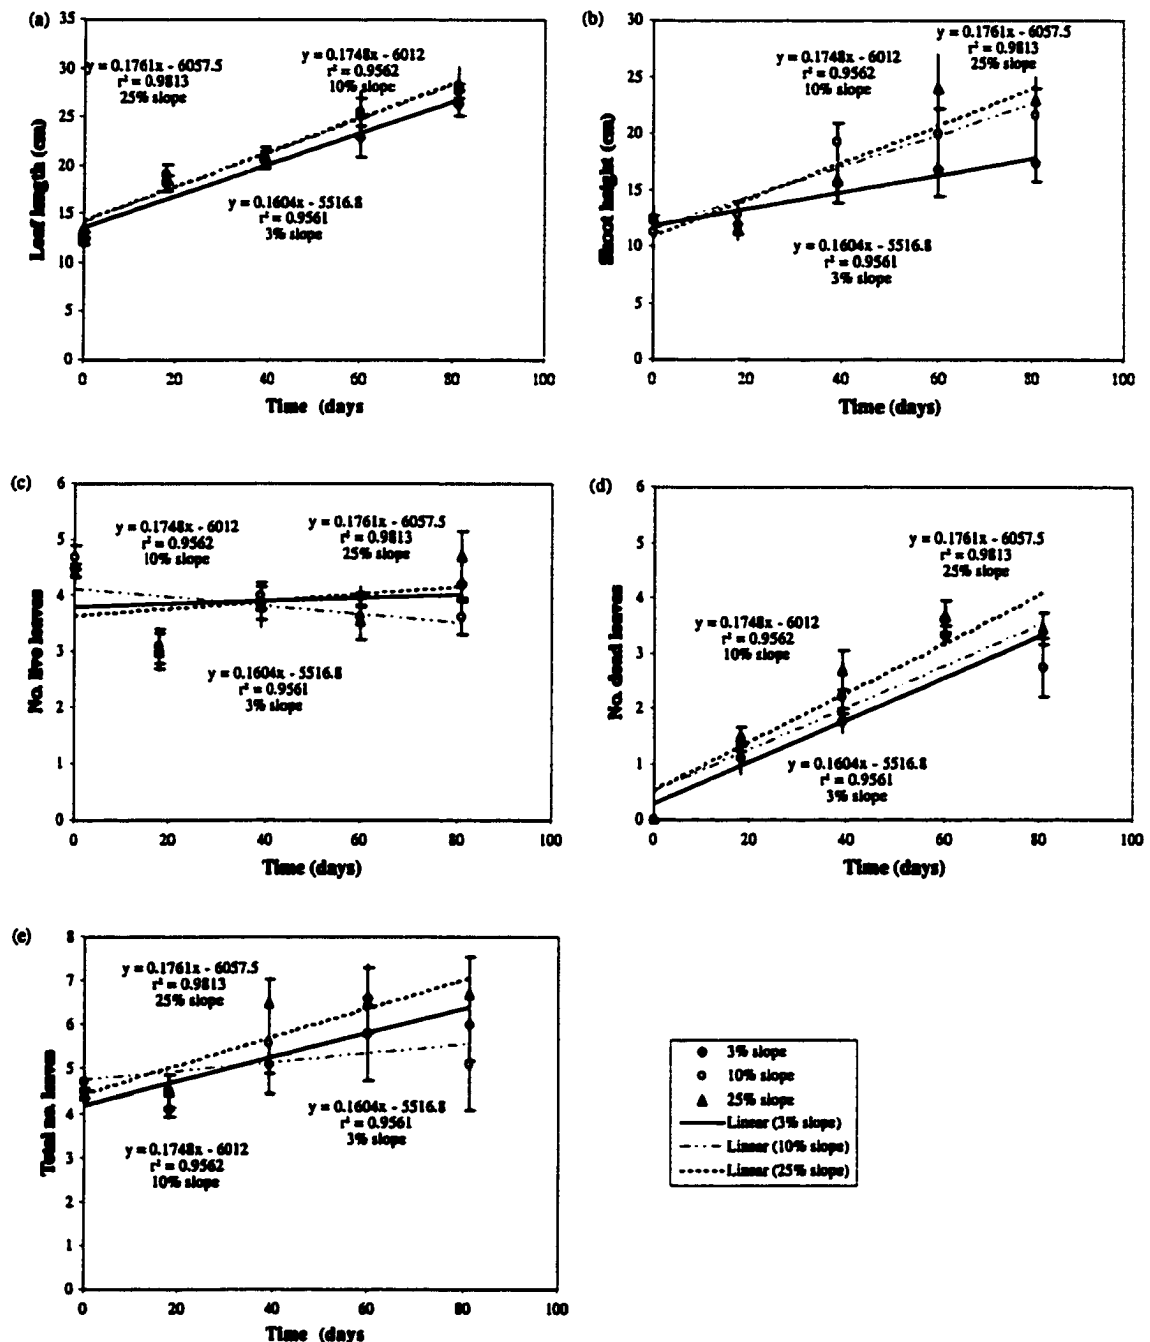 (a)
35
30
25
20
15
10
5
0
Leaf length (cm)
y = 0.1761x - 6057.5
r² = 0.9813
25% slope
y = 0.1748x - 6012
r² = 0.9562
10% slope
y = 0.1604x - 5516.8
r² = 0.9561
3% slope
0 20 40 60 80 100
Time (days
(b)
30
25
20
15
10
5
0
Shoot height (cm)
y = 0.1748x - 6012
r² = 0.9562
10% slope
y = 0.1761x - 6057.5
r² = 0.9813
25% slope
y = 0.1604x - 5516.8
r² = 0.9561
3% slope
0 20 40 60 80 100
Time (days)
(c)
6
5
4
3
2
1
0
No. live leaves
y = 0.1748x - 6012
r² = 0.9562
10% slope
y = 0.1761x - 6057.5
r² = 0.9813
25% slope
y = 0.1604x - 5516.8
r² = 0.9561
3% slope
0 20 40 60 80 100
Time (days)
(d)
6
5
4
3
2
1
0
No. dead leaves
y = 0.1761x - 6057.5
r² = 0.9813
25% slope
y = 0.1748x - 6012
r² = 0.9562
10% slope
y = 0.1604x - 5516.8
r² = 0.9561
3% slope
0 20 40 60 80 100
Time (days)
(e)
8
7
6
5
4
3
2
1
0
Total no. leaves
y = 0.1761x - 6057.5
r² = 0.9813
25% slope
y = 0.1604x - 5516.8
r² = 0.9561
3% slope
y = 0.1748x - 6012
r² = 0.9562
10% slope
0 20 40 60 80 100
Time (days
3% slope
10% slope
25% slope
Linear (3% slope)
Linear (10% slope)
Linear (25% slope)